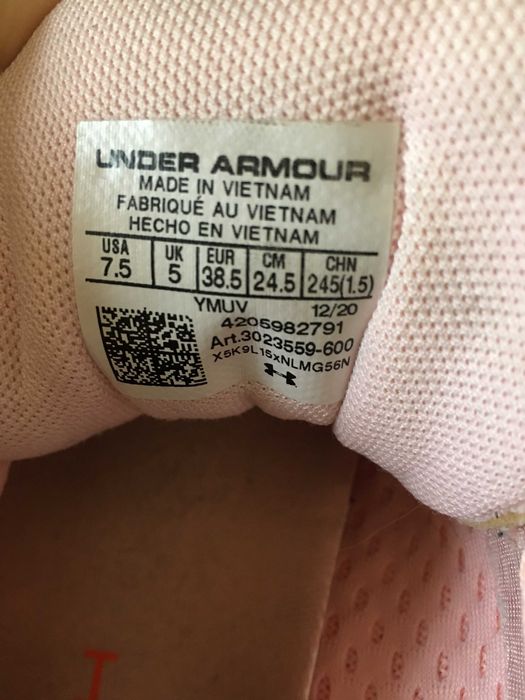 UNDER ARMOUR
MADE IN VIETNAM
FABRIQUÉ AU VIETNAM
HECHO EN VIETNAM
USA UK EUR CM CHN
7.5 5 38.5 24.5 245(1.5)
YMUV 12/20
4205982791
Art.3023559-600
X5K9L1SxNLMG56N